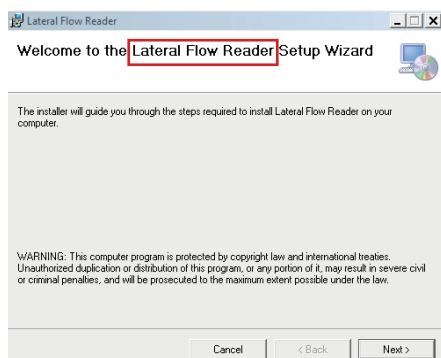 Lateral Flow Reader
Welcome to the Lateral Flow Reader Setup Wizard
The installer will guide you through the steps required to install Lateral Flow Reader on your
computer.
WARNING: This computer program is protected by copyright law and international treaties.
Unauthorized duplication or distribution of this program, or any portion of it, may result in severe civil
or criminal penalties, and will be prosecuted to the maximum extent possible under the law.
Cancel < Back Next >